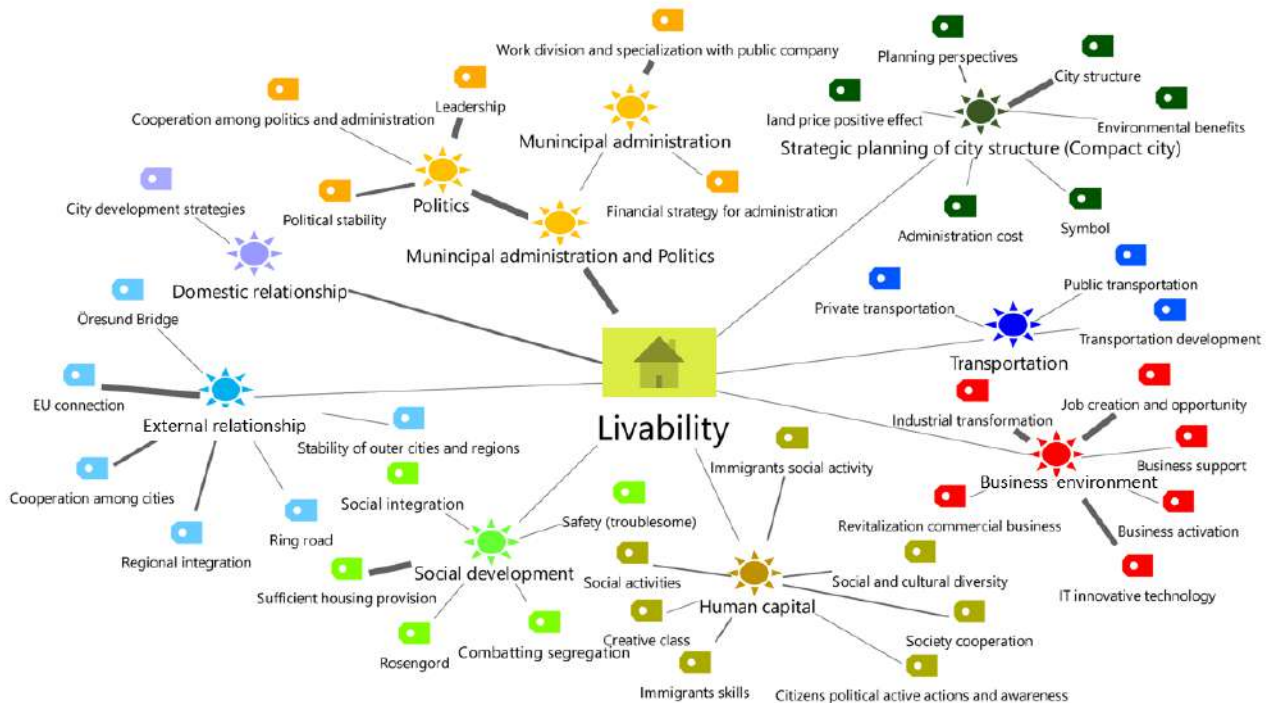 Work division and specialization with public company
Planning perspectives
City structure
Leadership
Cooperation among politics and administration
Munincipal administration
land price positive effect
Environmental benefits
Strategic planning of city structure (Compact city)
City development strategies
Political stability
Politics
Financial strategy for administration
Administration cost
Symbol
Munincipal administration and Politics
Domestic relationship
Public transportation
Private transportation
Öresund Bridge
Transportation development
Transportation
EU connection
External relationship
Livability
Industrial transformation
Job creation and opportunity
Stability of outer cities and regions
Immigrants social activity
Business support
Business environment
Cooperation among cities
Social integration
Safety (troublesome)
Revitalization commercial business
Business activation
Ring road
Regional integration
Social development
Social activities
Social and cultural diversity
Sufficient housing provision
IT innovative technology
Human capital
Creative class
Society cooperation
Rosengord
Combatting segregation
Immigrants skills
Citizens political active actions and awareness